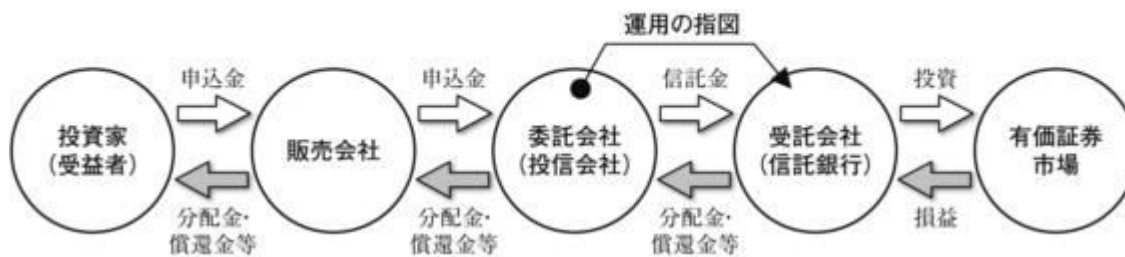 運用の指図
申込金
申込金
信託金
投資
投資家
(受益者)
販売会社
委託会社
(投信会社)
受託会社
(信託銀行)
有価証券
市場
分配金・
償還金等
分配金・
償還金等
分配金・
償還金等
損益